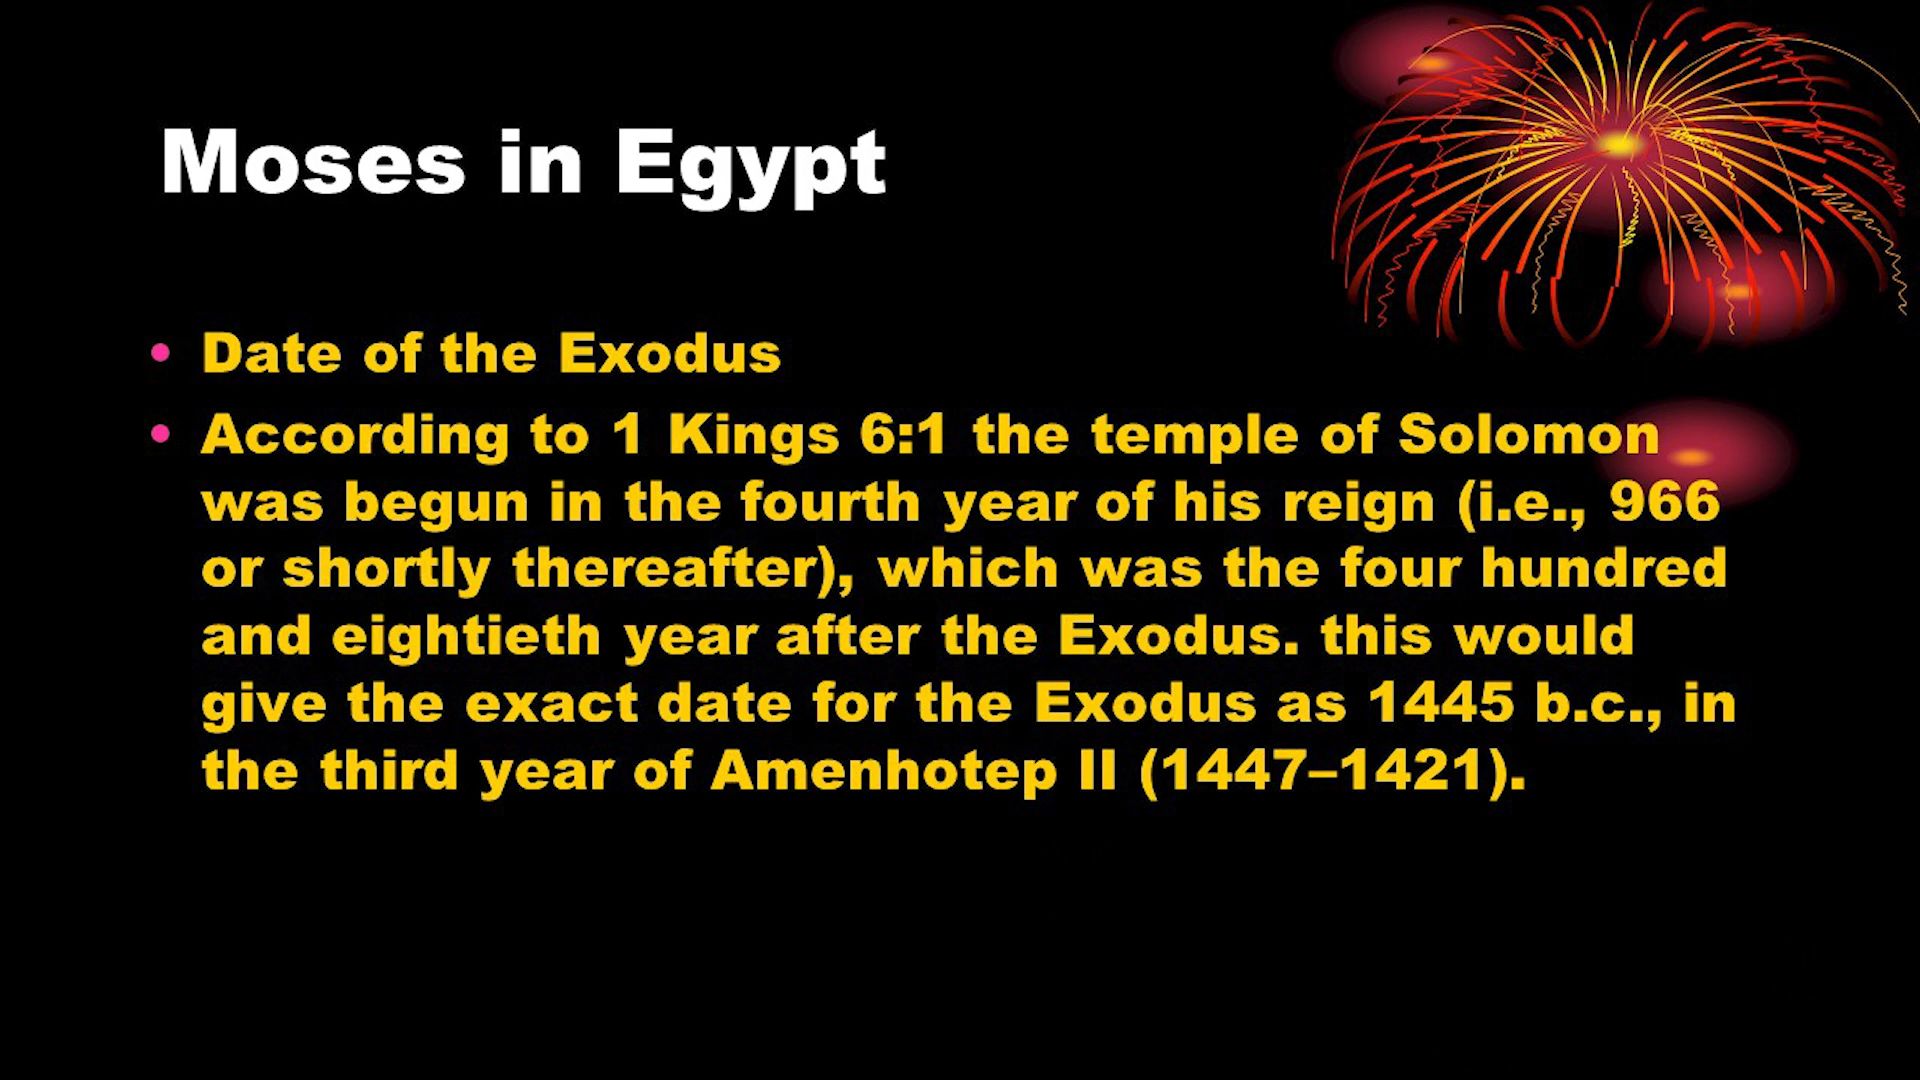 Moses in Egypt
• Date of the Exodus
• According to 1 Kings 6:1 the temple of Solomon
was begun in the fourth year of his reign (i.e., 966
or shortly thereafter), which was the four hundred
and eightieth year after the Exodus. this would
give the exact date for the Exodus as 1445 b.c., in
the third year of Amenhotep II (1447–1421).